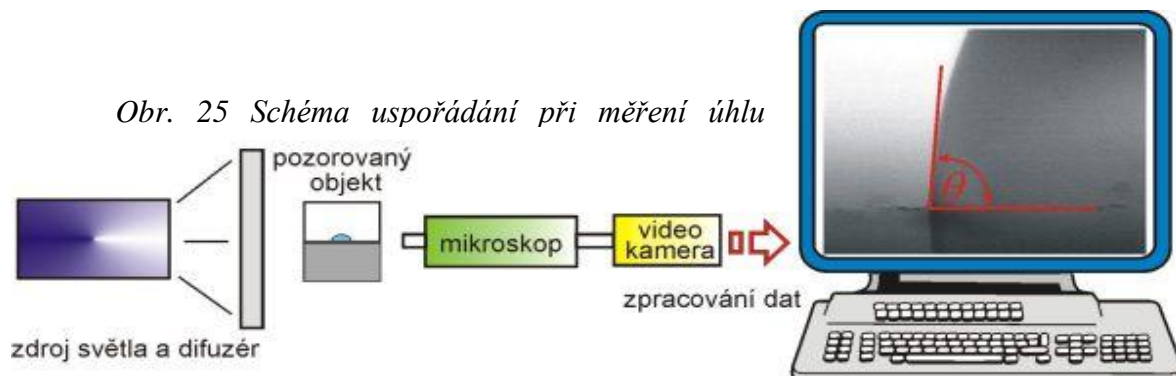 Obr. 25 Schéma uspořádání při měření úhlu
pozorovaný
objekt
mikroskop
video
kamera
zpracování dat
zdroj světla a difuzér
θ